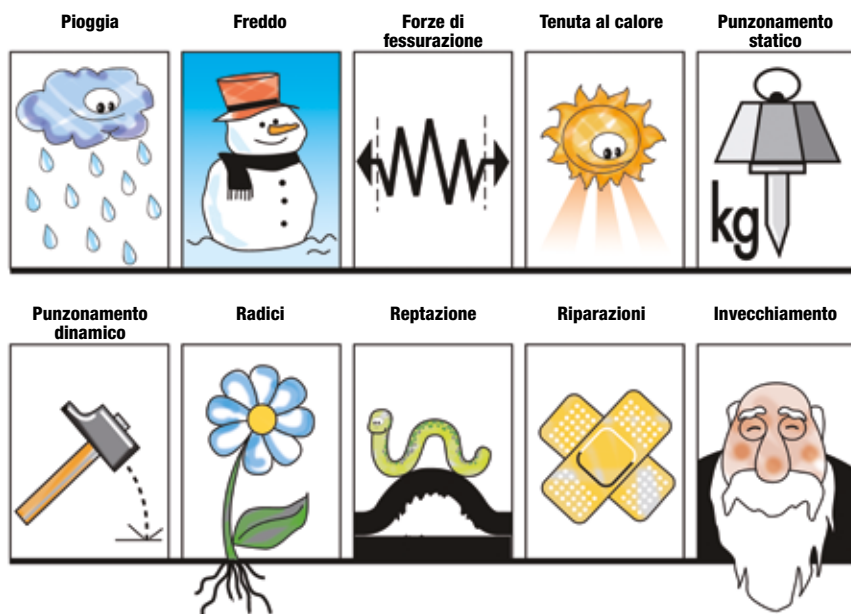 Pioggia
Freddo
Forze di
fessurazione
Tenuta al calore
Punzonamento
statico
kg
Punzonamento
dinamico
Radici
Reptazione
Riparazioni
Invecchiamento